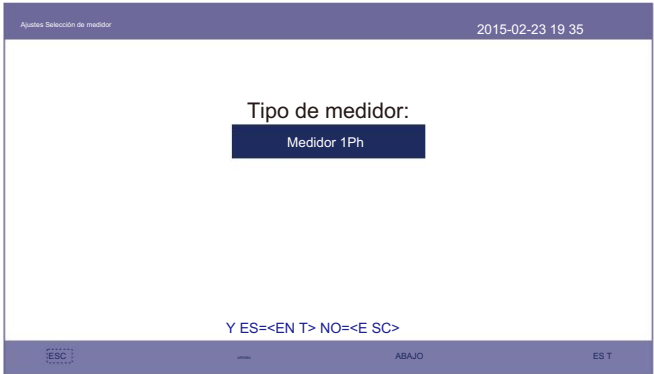 Ajustes Selección de medidor
2015-02-23 19 35
Tipo de medidor:
Medidor 1Ph
Y ES=<EN T> NO=<E SC>
ESC
ABAJO
ES T